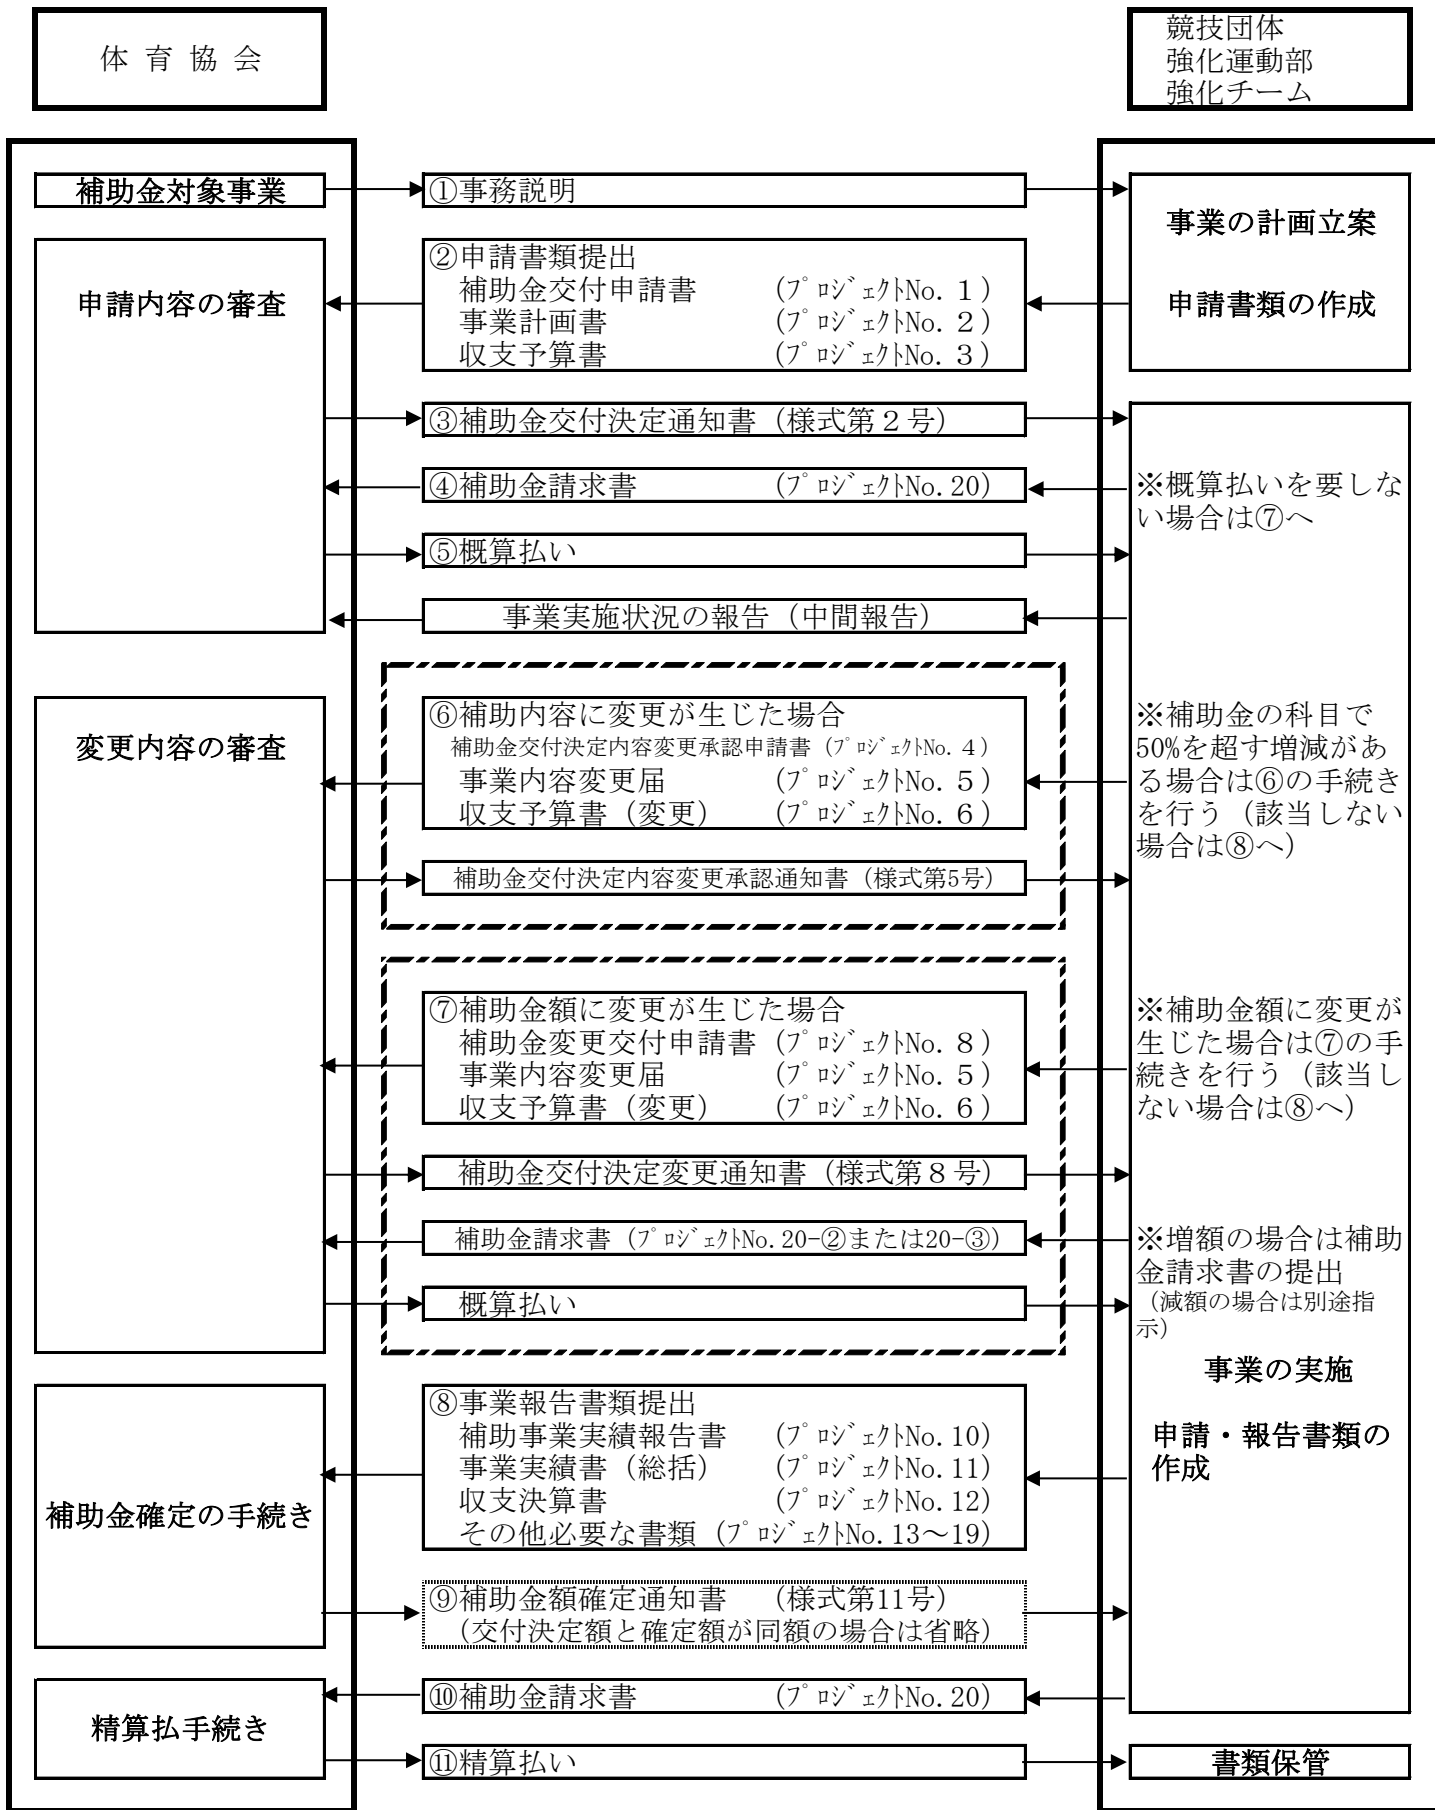 体 育 協 会
競技団体
強化運動部
強化チーム
補助金対象事業
①事務説明
事業の計画立案
申請書類の作成
申請内容の審査
②申請書類提出
補助金交付申請書 （ﾌﾟﾛｼﾞｪｸﾄNo.１）
事業計画書 （ﾌﾟﾛｼﾞｪｸﾄNo.２）
収支予算書 （ﾌﾟﾛｼﾞｪｸﾄNo.３）
③補助金交付決定通知書（様式第２号）
④補助金請求書 （ﾌﾟﾛｼﾞｪｸﾄNo.20）
※概算払いを要しな
い場合は⑦へ
⑤概算払い
事業実施状況の報告（中間報告）
変更内容の審査
⑥補助内容に変更が生じた場合
補助金交付決定内容変更承認申請書（ﾌﾟﾛｼﾞｪｸﾄNo.４）
事業内容変更届 （ﾌﾟﾛｼﾞｪｸﾄNo.５）
収支予算書（変更） （ﾌﾟﾛｼﾞｪｸﾄNo.６）
※補助金の科目で
50%を超す増減があ
る場合は⑥の手続き
を行う（該当しない
場合は⑧へ）
補助金交付決定内容変更承認通知書（様式第5号）
⑦補助金額に変更が生じた場合
補助金変更交付申請書（ﾌﾟﾛｼﾞｪｸﾄNo.８）
事業内容変更届 （ﾌﾟﾛｼﾞｪｸﾄNo.５）
収支予算書（変更） （ﾌﾟﾛｼﾞｪｸﾄNo.６）
※補助金額に変更が
生じた場合は⑦の手
続きを行う（該当し
ない場合は⑧へ）
補助金交付決定変更通知書（様式第８号）
補助金請求書（ﾌﾟﾛｼﾞｪｸﾄNo.20-②または20-③）
概算払い
※増額の場合は補助
金請求書の提出
（減額の場合は別途指
示）
事業の実施
申請・報告書類の
作成
補助金確定の手続き
⑧事業報告書類提出
補助事業実績報告書 （ﾌﾟﾛｼﾞｪｸﾄNo.10）
事業実績書（総括） （ﾌﾟﾛｼﾞｪｸﾄNo.11）
収支決算書 （ﾌﾟﾛｼﾞｪｸﾄNo.12）
その他必要な書類（ﾌﾟﾛｼﾞｪｸﾄNo.13～19）
⑨補助金額確定通知書 （様式第11号）
（交付決定額と確定額が同額の場合は省略）
精算払手続き
⑩補助金請求書 （ﾌﾟﾛｼﾞｪｸﾄNo.20）
⑪精算払い
書類保管